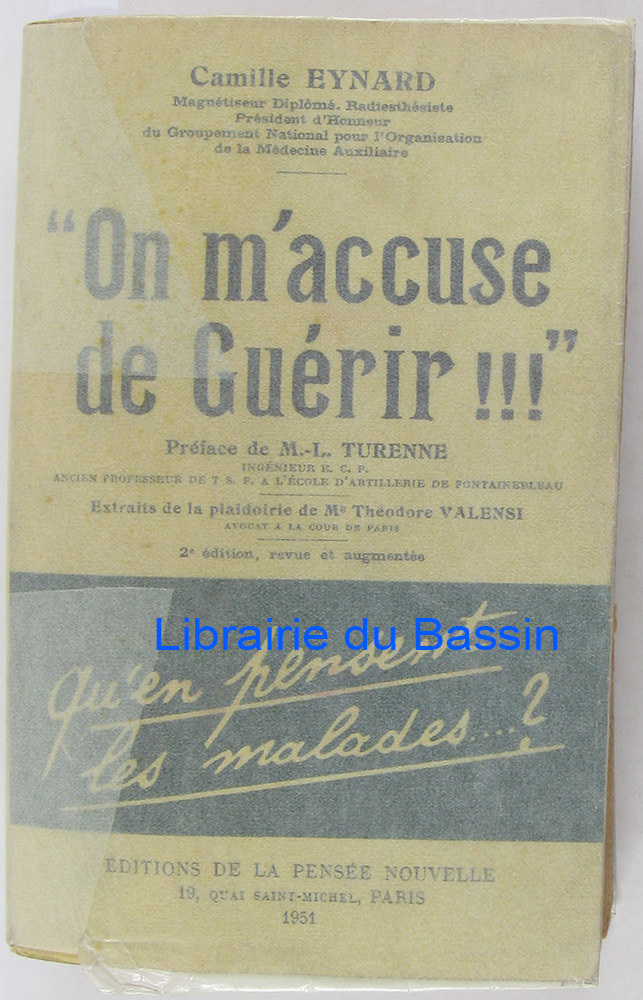 Camille EYNARD
Magnétiseur Diplômé. Radiesthésiste
Président d'Honneur
du Groupement National pour l'Organisation
de la Médecine Auxiliaire
"On m'accuse
de Guérir !!!"
Préface de M.-L. TURENNE
INGÉNIEUR E. C. P.
ANCIEN PROFESSEUR DE T S. F. A L'ÉCOLE D'ARTILLERIE DE FONTAINEBLEAU
Extraits de la plaidoirie de Me Théodore VALENSI
AVOCAT A LA COUR DE PARIS
2e édition, revue et augmentée
Librairie du Bassin
qu'en pensent
les malades....?
EDITIONS DE LA PENSÉE NOUVELLE
19, QUAI SAINT-MICHEL, PARIS
1951